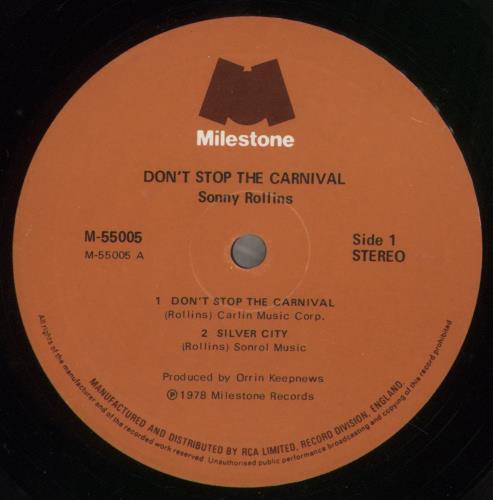 Milestone
DON'T STOP THE CARNIVAL
Sonny Rollins
M-55005
M-55005 A
Side 1
STEREO
1 DON'T STOP THE CARNIVAL
(Rollins) Carlin Music Corp.
2 SILVER CITY
(Rollins) Sonrol Music
Produced by Orrin Keepnews
℗1978 Milestone Records
MANUFACTURED AND DISTRIBUTED BY RCA LIMITED, RECORD DIVISION, ENGLAND.
All rights of the manufacturer and of the recorded work reserved. Unauthorised public performance broadcasting and copying of this record prohibited